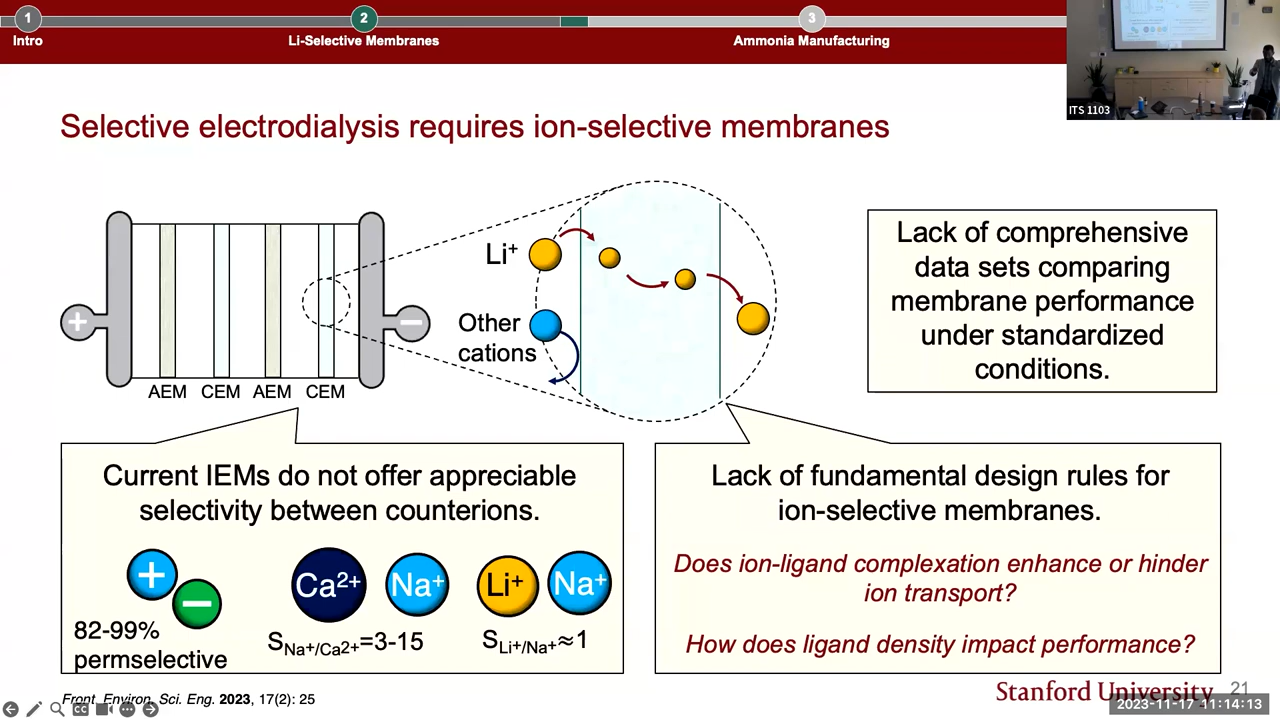 1
2
3
Intro
Li-Selective Membranes
Ammonia Manufacturing
ITS 1103
Selective electrodialysis requires ion-selective membranes
+
−
AEM
CEM
AEM
CEM
Li⁺
Other
cations
Lack of comprehensive
data sets comparing
membrane performance
under standardized
conditions.
Current IEMs do not offer appreciable
selectivity between counterions.
+
−
82-99%
permselective
Ca²⁺
Na⁺
S_Na⁺/Ca²⁺=3-15
Li⁺
Na⁺
S_Li⁺/Na⁺≈1
Lack of fundamental design rules for
ion-selective membranes.
Does ion-ligand complexation enhance or hinder
ion transport?
How does ligand density impact performance?
Front. Environ. Sci. Eng. 2023, 17(2): 25
Stanford University
21
2023-11-17 11:14:13